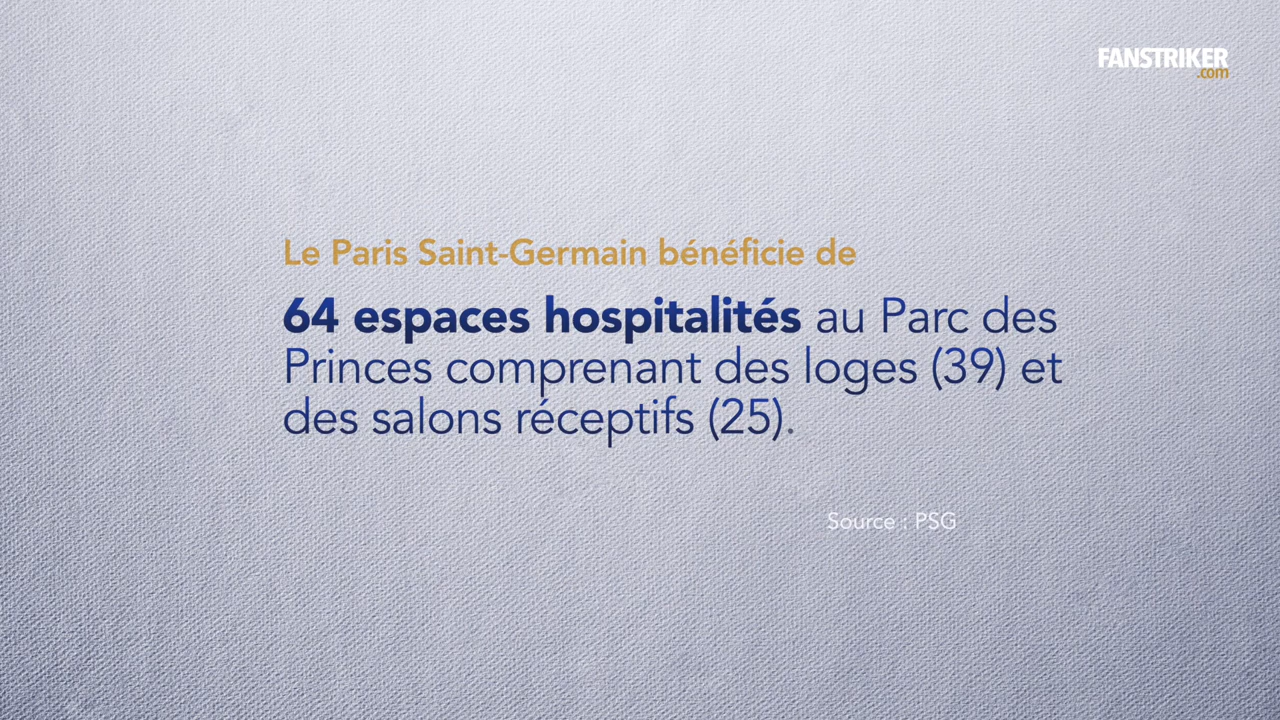 FANSTRIKER
.com
Le Paris Saint-Germain bénéficie de
64 espaces hospitalités au Parc des
Princes comprenant des loges (39) et
des salons réceptifs (25).
Source : PSG